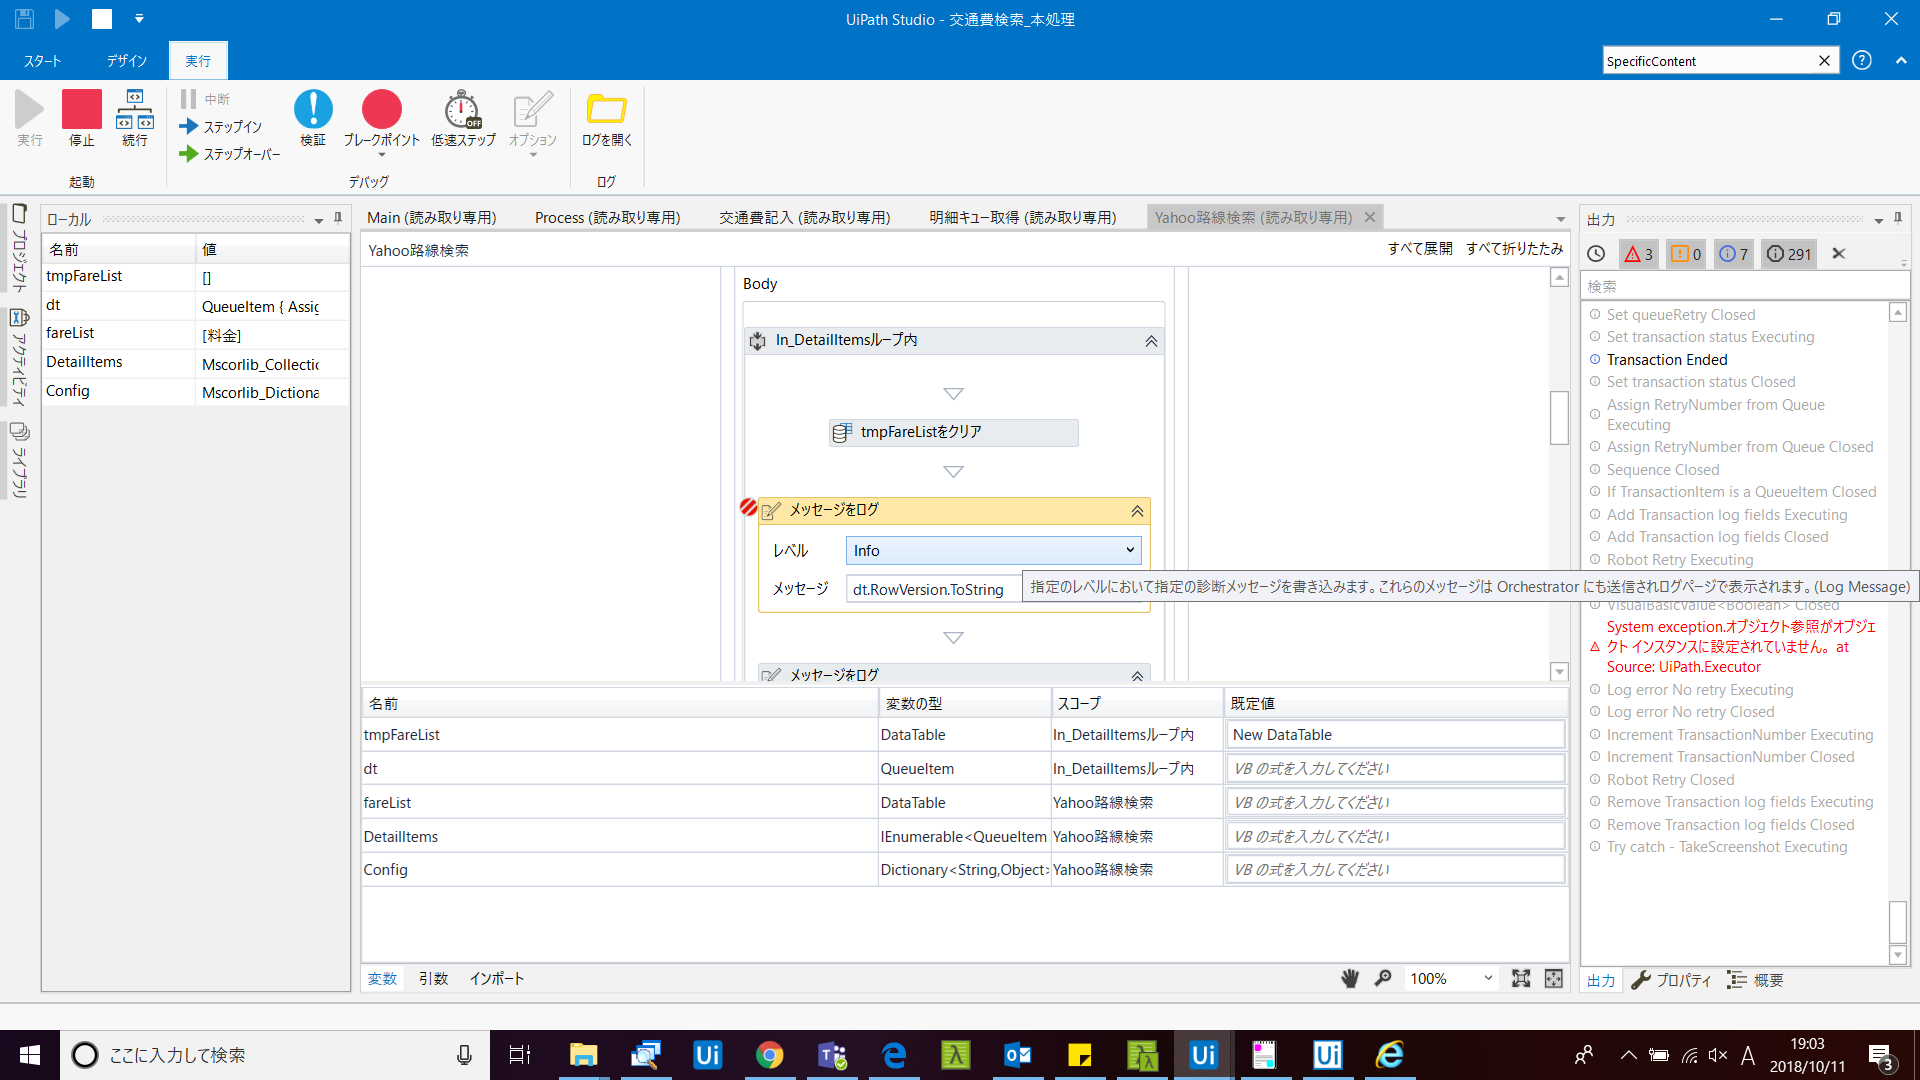 UiPath Studio - 交通費検索_本処理
スタート
デザイン
実行
SpecificContent
実行
停止
続行
中断
ステップイン
ステップオーバー
検証
ブレークポイント
低速ステップ
OFF
オプション
ログを開く
起動
デバッグ
ログ
プロジェクト
アクティビティ
ライブラリ
ローカル
名前 値
tmpFareList []
dt QueueItem { Assig
fareList [料金]
DetailItems Mscorlib_Collectic
Config Mscorlib_Dictiona
Main (読み取り専用)
Process (読み取り専用)
交通費記入 (読み取り専用)
明細キュー取得 (読み取り専用)
Yahoo路線検索 (読み取り専用)
Yahoo路線検索
すべて展開 すべて折りたたみ
Body
In_DetailItemsループ内
tmpFareListをクリア
メッセージをログ
レベル Info
メッセージ dt.RowVersion.ToString
指定のレベルにおいて指定の診断メッセージを書き込みます。これらのメッセージは Orchestrator にも送信されログページで表示されます。(Log Message)
メッセージをログ
名前 変数の型 スコープ 既定値
tmpFareList DataTable In_DetailItemsループ内 New DataTable
dt QueueItem In_DetailItemsループ内 VB の式を入力してください
fareList DataTable Yahoo路線検索 VB の式を入力してください
DetailItems IEnumerable<QueueItem Yahoo路線検索 VB の式を入力してください
Config Dictionary<String,Object> Yahoo路線検索 VB の式を入力してください
変数 引数 インポート
100%
出力
3 0 7 291
検索
Set queueRetry Closed
Set transaction status Executing
Transaction Ended
Set transaction status Closed
Assign RetryNumber from Queue
Executing
Assign RetryNumber from Queue Closed
Sequence Closed
If TransactionItem is a QueueItem Closed
Add Transaction log fields Executing
Add Transaction log fields Closed
Robot Retry Executing
VisualBasicValue<Boolean> Closed
System exception.オブジェクト参照がオブジェ
クト インスタンスに設定されていません。 at
Source: UiPath.Executor
Log error No retry Executing
Log error No retry Closed
Increment TransactionNumber Executing
Increment TransactionNumber Closed
Robot Retry Closed
Remove Transaction log fields Executing
Remove Transaction log fields Closed
Try catch - TakeScreenshot Executing
出力 プロパティ 概要
ここに入力して検索
A
19:03
2018/10/11
3